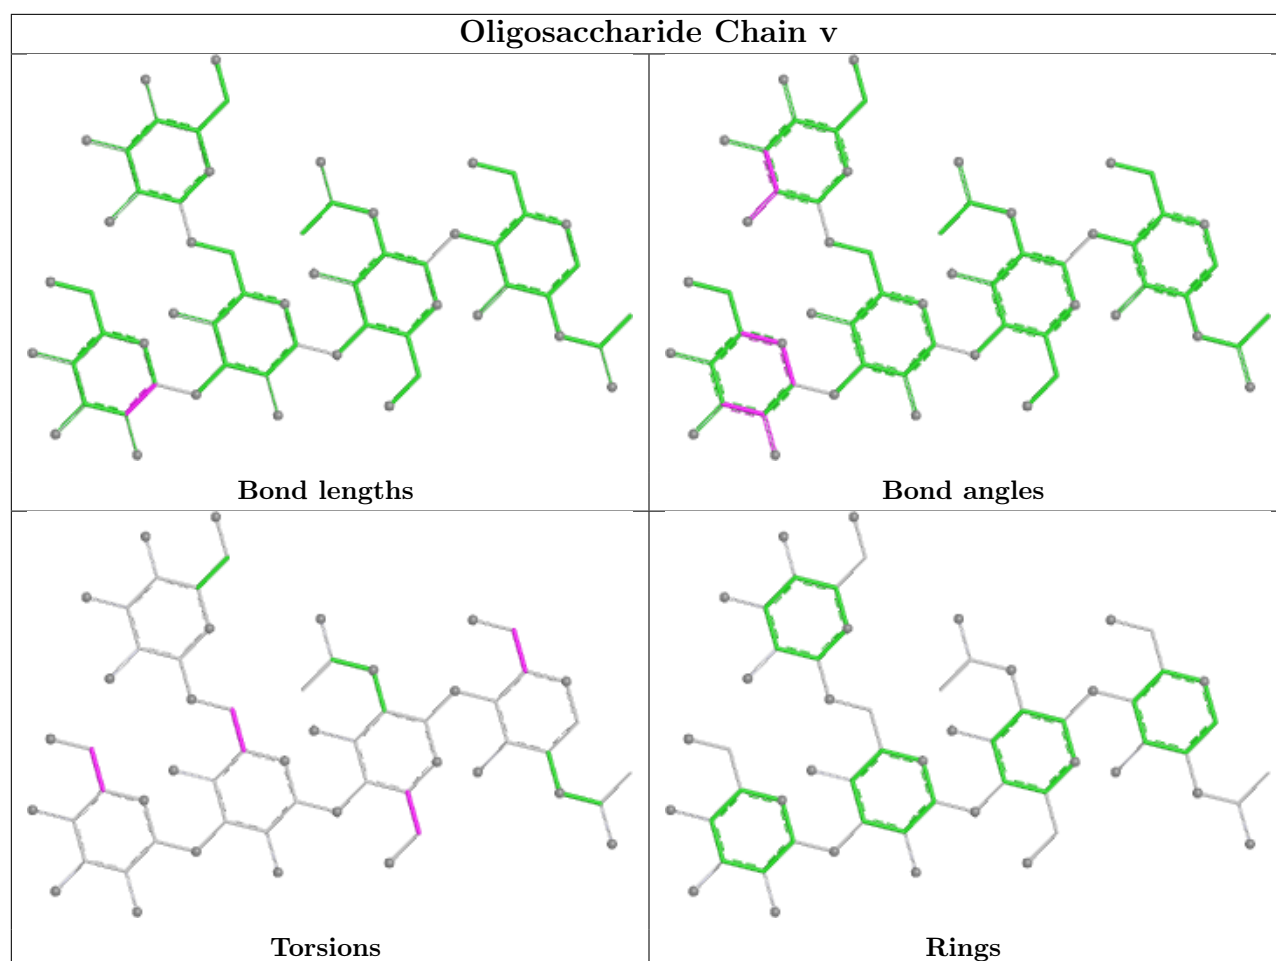 Oligosaccharide Chain v
Bond lengths
Bond angles
Torsions
Rings